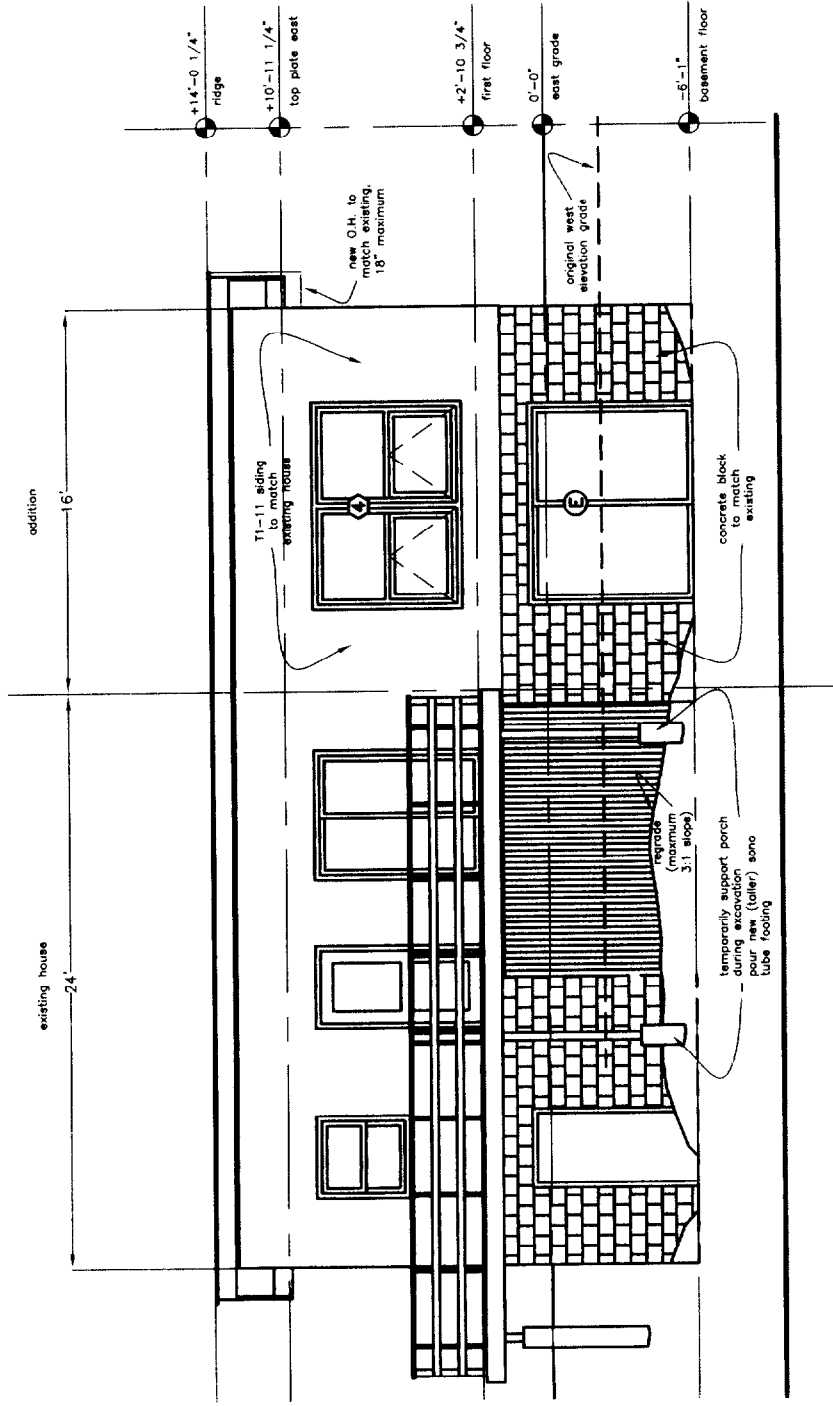 existing house
24'
addition
16'
+14'-0 1/4"
ridge
+10'-11 1/4"
top plate east
+2'-10 3/4"
first floor
0'-0"
east grade
-6'-1"
basement floor
new O.H. to
match existing,
18" maximum
T1-11 siding
to match
existing house
4
original west
elevation grade
E
concrete block
to match
existing
regrade
(maximum
3:1 slope)
temporarily support porch
during excavation
pour new (taller) sono
tube footing